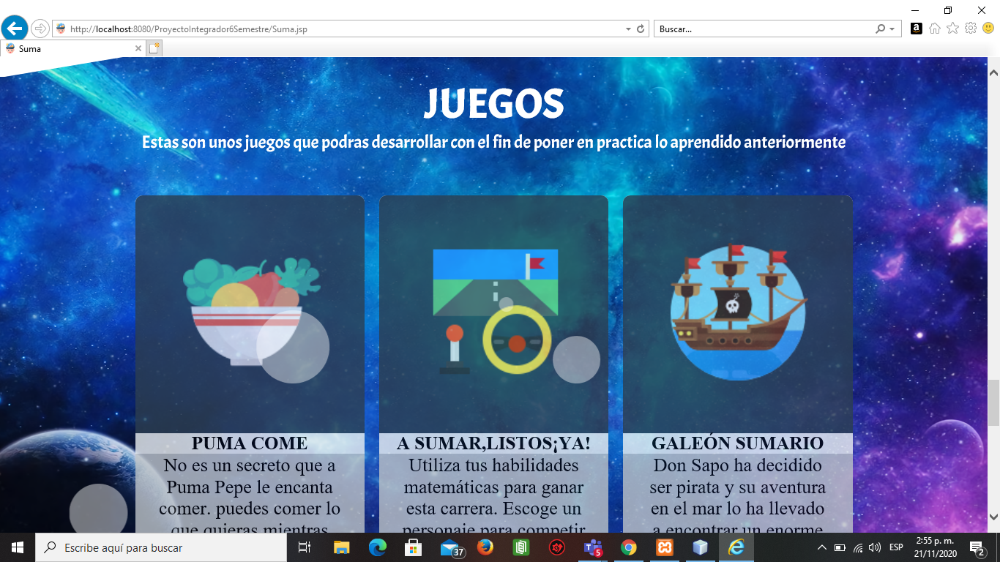 http://localhost:8080/ProyectoIntegrador6Semestre/Suma.jsp
Buscar...
Suma
JUEGOS
Estas son unos juegos que podras desarrollar con el fin de poner en practica lo aprendido anteriormente
PUMA COME
No es un secreto que a
Puma Pepe le encanta
comer. puedes comer lo
que quieras mientras
A SUMAR,LISTOS¡YA!
Utiliza tus habilidades
matemáticas para ganar
esta carrera. Escoge un
personaje para competir
GALEÓN SUMARIO
Don Sapo ha decidido
ser pirata y su aventura
en el mar lo ha llevado
a encontrar un enorme
Escribe aquí para buscar
37
5
ESP
2:55 p. m.
21/11/2020
2